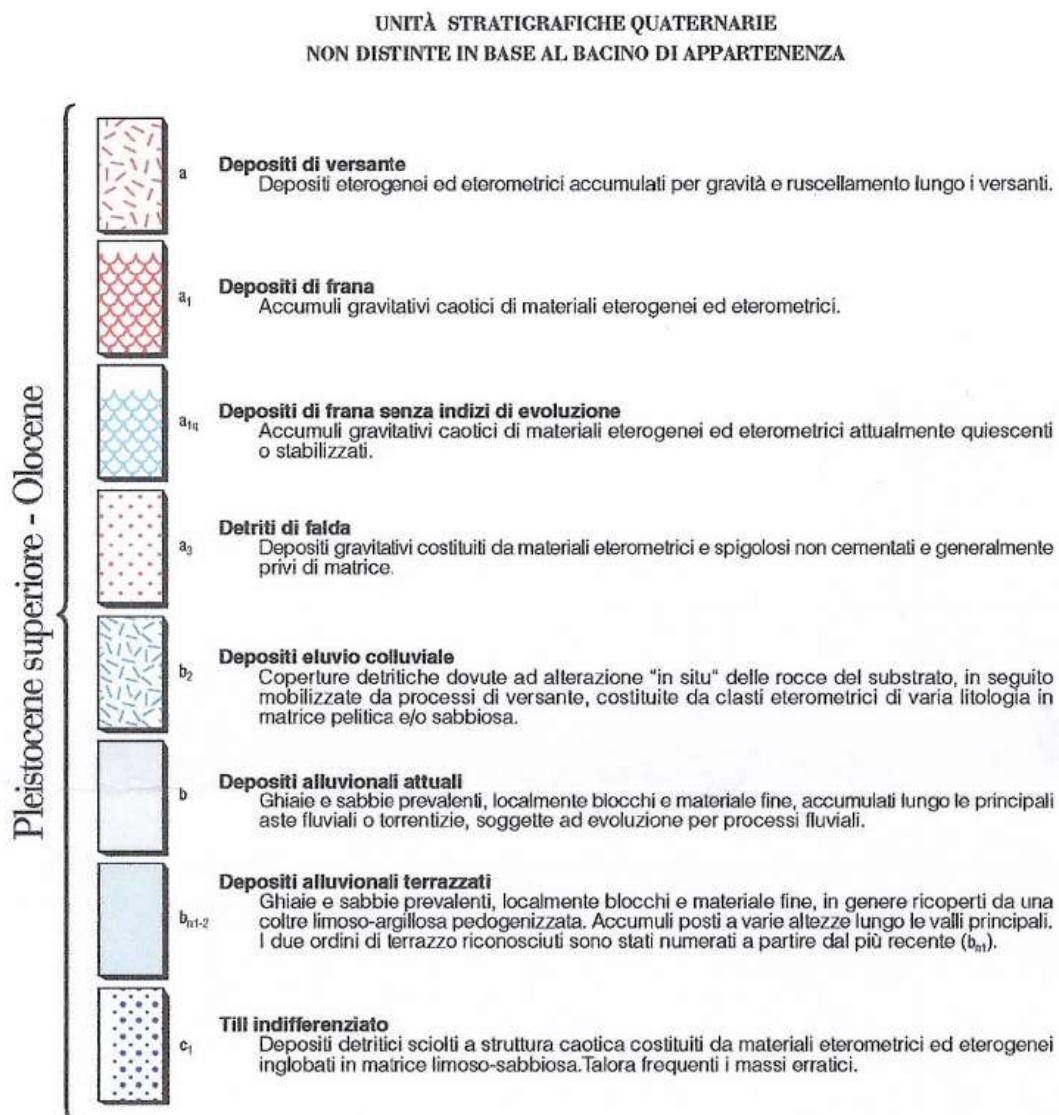 UNITÀ STRATIGRAFICHE QUATERNARIE
NON DISTINTE IN BASE AL BACINO DI APPARTENENZA
Pleistocene superiore - Olocene
a
Depositi di versante
Depositi eterogenei ed eterometrici accumulati per gravità e ruscellamento lungo i versanti.
a1
Depositi di frana
Accumuli gravitativi caotici di materiali eterogenei ed eterometrici.
a1q
Depositi di frana senza indizi di evoluzione
Accumuli gravitativi caotici di materiali eterogenei ed eterometrici attualmente quiescenti
o stabilizzati.
a3
Detriti di falda
Depositi gravitativi costituiti da materiali eterometrici e spigolosi non cementati e generalmente
privi di matrice.
b2
Depositi eluvio colluviale
Coperture detritiche dovute ad alterazione "in situ" delle rocce del substrato, in seguito
mobilizzate da processi di versante, costituite da clasti eterometrici di varia litologia in
matrice pelitica e/o sabbiosa.
b
Depositi alluvionali attuali
Ghiaie e sabbie prevalenti, localmente blocchi e materiale fine, accumulati lungo le principali
aste fluviali o torrentizie, soggette ad evoluzione per processi fluviali.
bn1-2
Depositi alluvionali terrazzati
Ghiaie e sabbie prevalenti, localmente blocchi e materiale fine, in genere ricoperti da una
coltre limoso-argillosa pedogenizzata. Accumuli posti a varie altezze lungo le valli principali.
I due ordini di terrazzo riconosciuti sono stati numerati a partire dal più recente (bn1).
c1
Till indifferenziato
Depositi detritici sciolti a struttura caotica costituiti da materiali eterometrici ed eterogenei
inglobati in matrice limoso-sabbiosa.Talora frequenti i massi erratici.